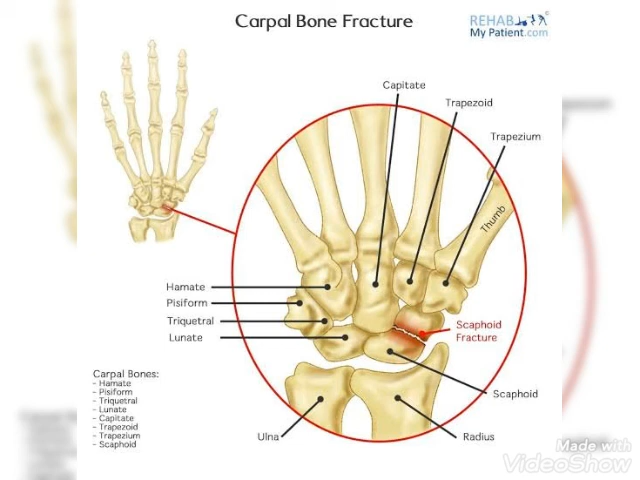 Carpal Bone Fracture
REHAB
My Patient.com
Capitate
Trapezoid
Trapezium
Thumb
Hamate
Pisiform
Triquetral
Lunate
Scaphoid
Fracture
Scaphoid
Carpal Bones:
- Hamate
- Pisiform
- Triquetral
- Lunate
- Capitate
- Trapezoid
- Trapezium
- Scaphoid
Ulna
Radius
Made with
VideoShow